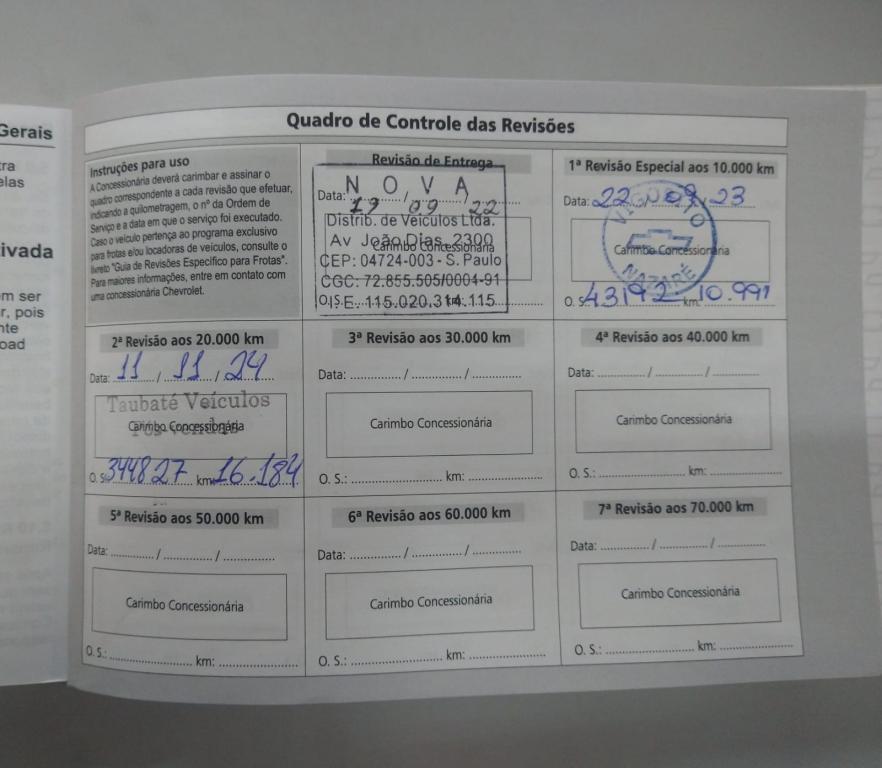 Gerais
tra
elas
ivada
em ser
r, pois
nte
oad
Quadro de Controle das Revisões
Instruções para uso
A Concessionária deverá carimbar e assinar o
quadro correspondente a cada revisão que efetuar,
indicando a quilometragem, o nº da Ordem de
Serviço e a data em que o serviço foi executado.
Caso o veículo pertença ao programa exclusivo
para frotas e/ou locadoras de veículos, consulte o
livreto "Guia de Revisões Específico para Frotas".
Para maiores informações, entre em contato com
uma concessionária Chevrolet.
Revisão de Entrega
N O V A
Data: 19 / 09 / 22
Distrib. de Veículos Ltda.
Av João Dias, 2300
Carimbo Concessionária
CEP: 04724-003 - S. Paulo
CGC: 72.855.505/0001-91
I.E. 115.020.314.115
1ª Revisão Especial aos 10.000 km
Data: 22 / 09 / 23
Carimbo Concessionária
NAZARÉ
O. S.: 43192 km: 10.991
2ª Revisão aos 20.000 km
Data: 11 / 11 / 24
Taubaté Veículos
Carimbo Concessionária
Pós Vendas
O. S.: 344827 km: 16.184
3ª Revisão aos 30.000 km
Data: ............ / ............ / ............
Carimbo Concessionária
O. S.: ........................ km: ....................
4ª Revisão aos 40.000 km
Data: ............ / ............ / ............
Carimbo Concessionária
O. S.: ........................ km: ....................
5ª Revisão aos 50.000 km
Data: ............ / ............ / ............
Carimbo Concessionária
O. S.: ........................ km: ....................
6ª Revisão aos 60.000 km
Data: ............ / ............ / ............
Carimbo Concessionária
O. S.: ........................ km: ....................
7ª Revisão aos 70.000 km
Data: ............ / ............ / ............
Carimbo Concessionária
O. S.: ........................ km: ....................